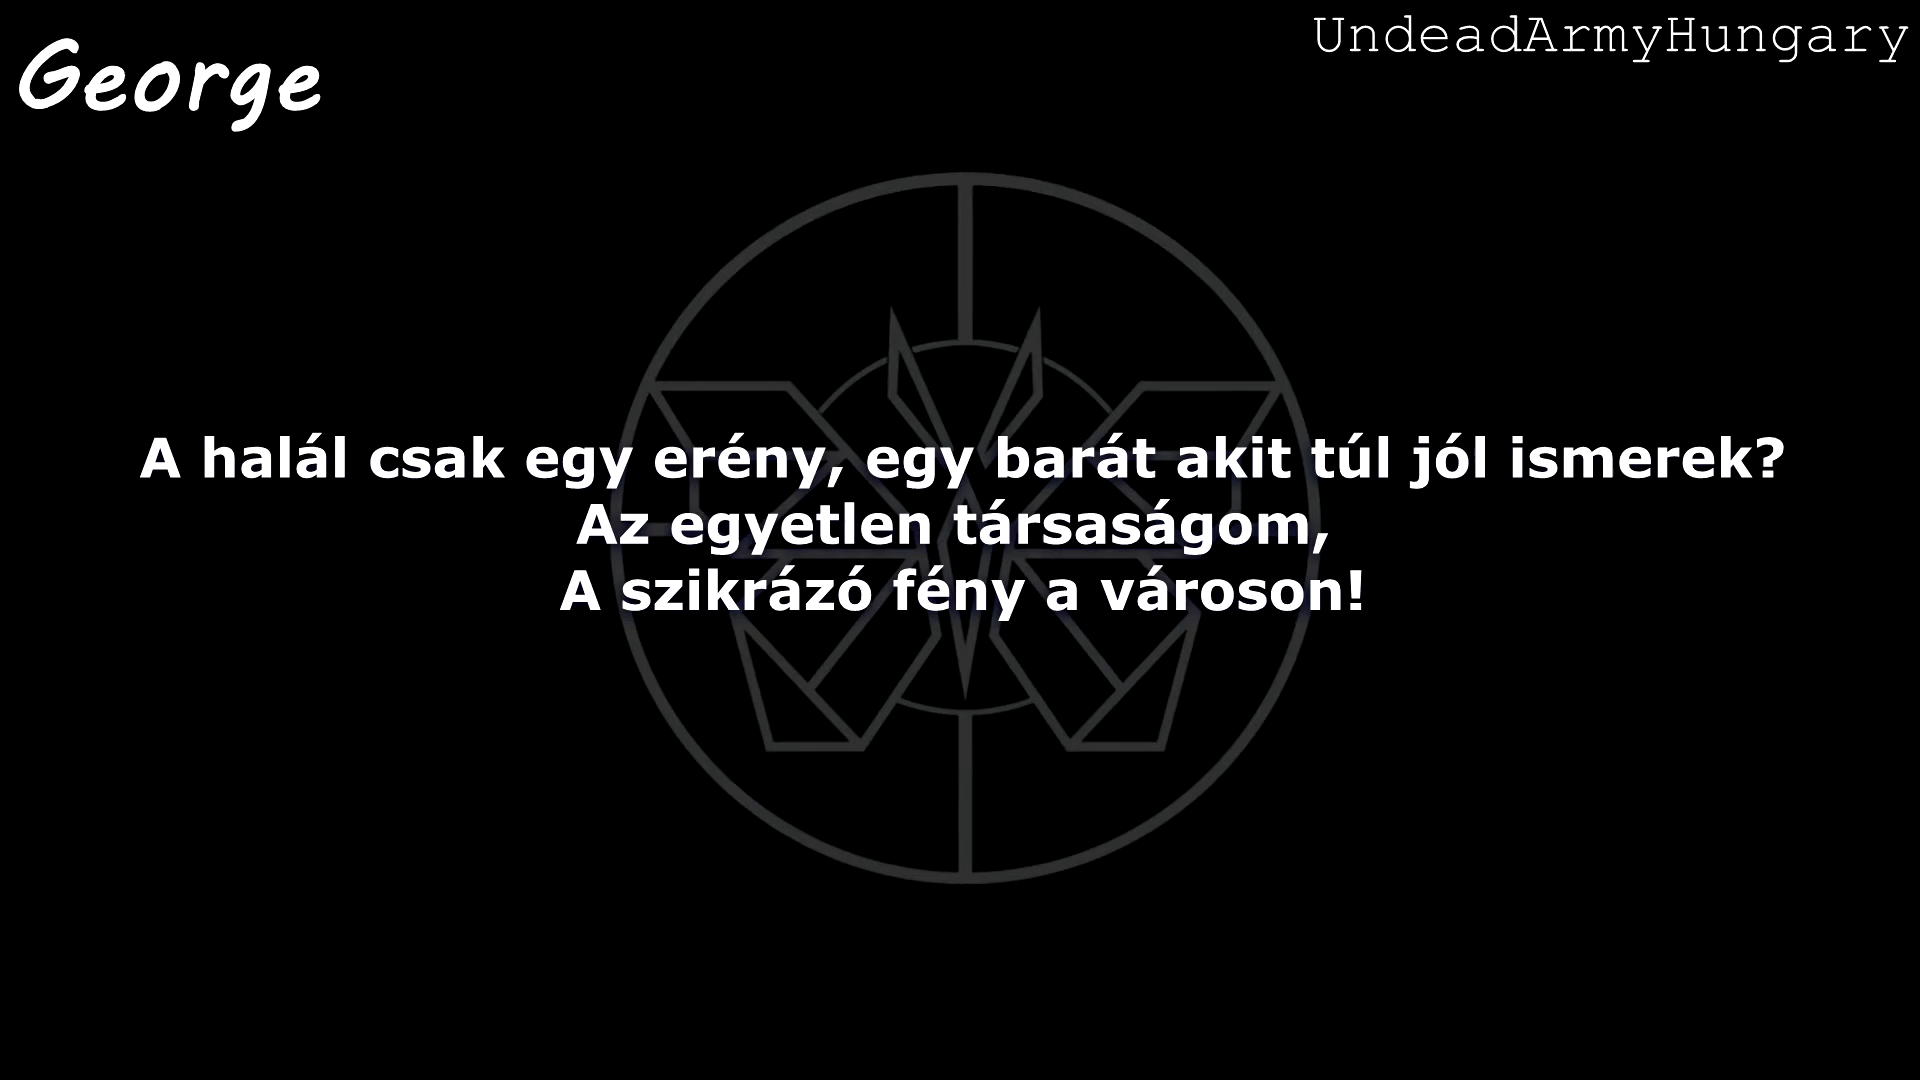 George
UndeadArmyHungary
A halál csak egy erény, egy barát akit túl jól ismerek?
Az egyetlen társaságom,
A szikrázó fény a városon!